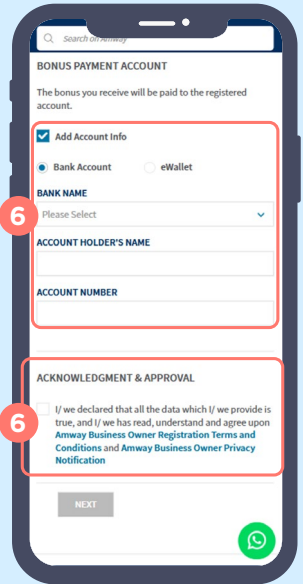 Search on Amway
BONUS PAYMENT ACCOUNT
The bonus you receive will be paid to the registered
account.
Add Account Info
Bank Account eWallet
BANK NAME
6
Please Select
ACCOUNT HOLDER'S NAME
ACCOUNT NUMBER
ACKNOWLEDGMENT & APPROVAL
I/ we declared that all the data which I/ we provide is
6
true, and I/ we has read, understand and agree upon
Amway Business Owner Registration Terms and
Conditions and Amway Business Owner Privacy
Notification
NEXT